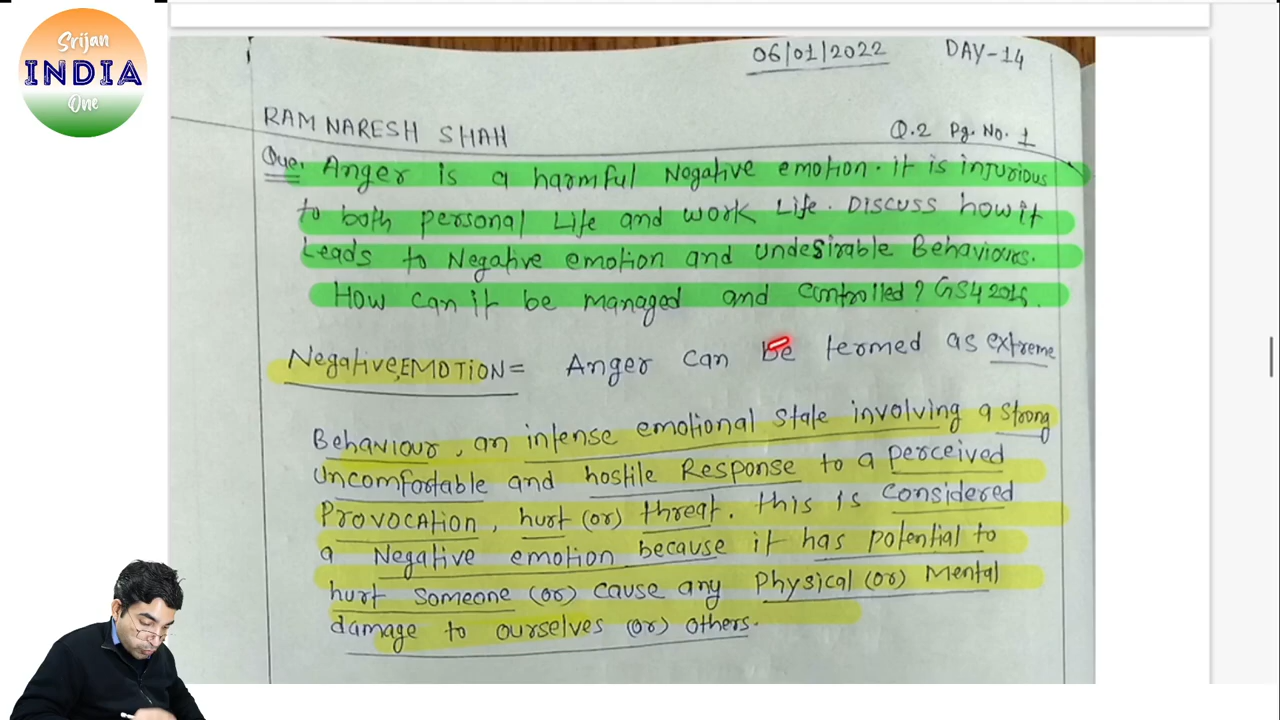 Srijan
INDIA
One
06/01/2022 DAY-14
RAM NARESH SHAH Q.2 Pg. No. 1
Que. Anger is a harmful Negative emotion. it is injurious
to both personal Life and work Life. Discuss how it
Leads to Negative emotion and Undesirable Behaviours.
How can it be managed and controlled? GS4 2016.
Negative, EMOTION = Anger can be termed as extreme
Behaviour, an intense emotional state involving a strong
Uncomfortable and hostile Response to a perceived
PROVOCATION, hurt (or) threat. this is considered
a Negative emotion because it has potential to
hurt someone (or) cause any Physical (or) Mental
damage to ourselves (or) others.